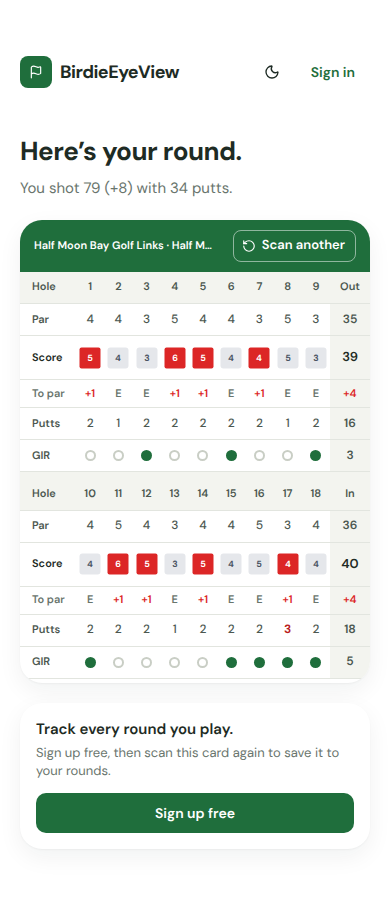 BirdieEyeView
Sign in
Here’s your round.
You shot 79 (+8) with 34 putts.
Half Moon Bay Golf Links · Half M...
Scan another
Hole 1 2 3 4 5 6 7 8 9 Out
Par 4 4 3 5 4 4 3 5 3 35
Score 5 4 3 6 5 4 4 5 3 39
To par +1 E E +1 +1 E +1 E E +4
Putts 2 1 2 2 2 2 2 1 2 16
GIR 3
Hole 10 11 12 13 14 15 16 17 18 In
Par 4 5 4 3 4 4 5 3 4 36
Score 4 6 5 3 5 4 5 4 4 40
To par E +1 +1 E +1 E E +1 E +4
Putts 2 2 2 1 2 2 2 3 2 18
GIR 5
Track every round you play.
Sign up free, then scan this card again to save it to
your rounds.
Sign up free